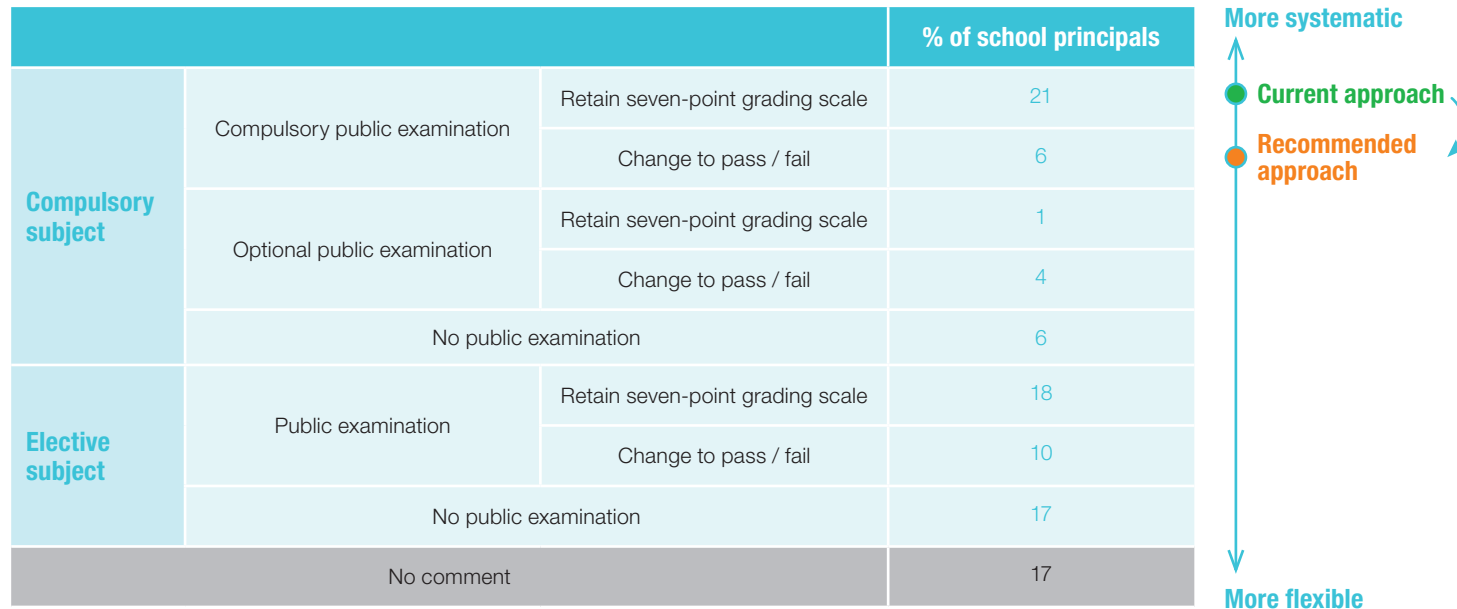 % of school principals
Compulsory
subject
Compulsory public examination
Retain seven-point grading scale
21
Change to pass / fail
6
Optional public examination
Retain seven-point grading scale
1
Change to pass / fail
4
No public examination
6
Elective
subject
Public examination
Retain seven-point grading scale
18
Change to pass / fail
10
No public examination
17
No comment
17
More systematic
Current approach
Recommended
approach
More flexible